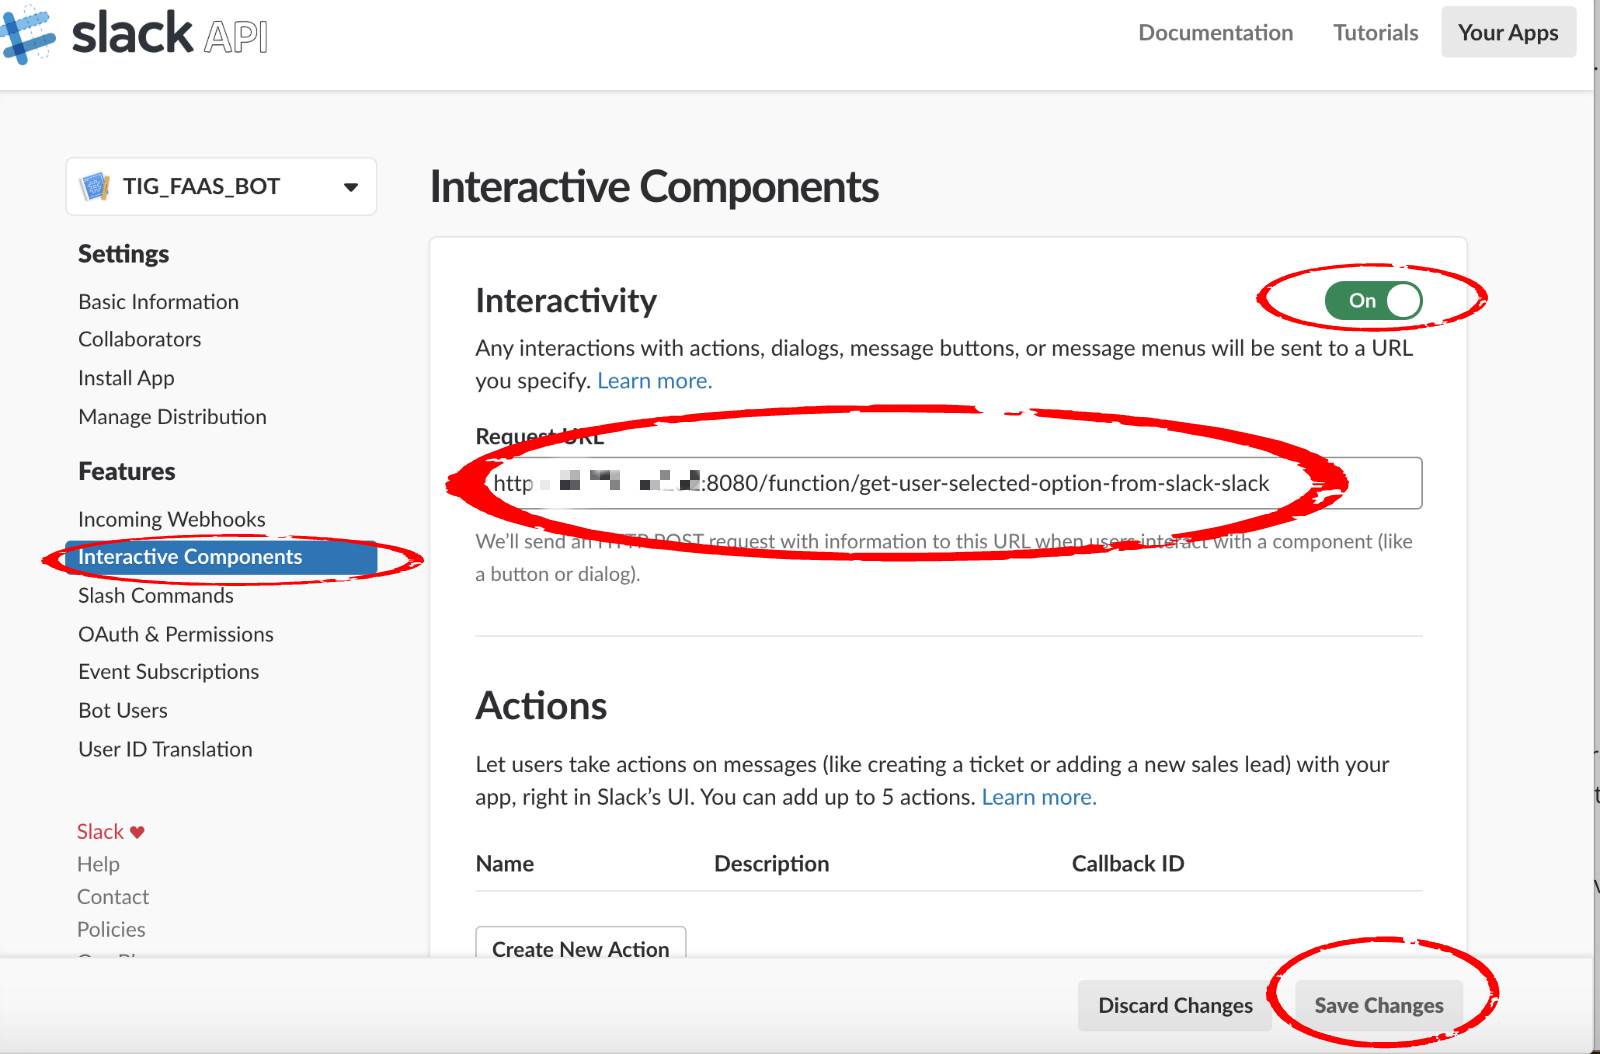 slack API
Documentation
Tutorials
Your Apps
TIG_FAAS_BOT
Interactive Components
Settings
Basic Information
Collaborators
Install App
Manage Distribution
Features
Incoming Webhooks
Interactive Components
Slash Commands
OAuth & Permissions
Event Subscriptions
Bot Users
User ID Translation
Slack ♥
Help
Contact
Policies
Interactivity
On
Any interactions with actions, dialogs, message buttons, or message menus will be sent to a URL
you specify. Learn more.
Request URL
http :8080/function/get-user-selected-option-from-slack-slack
We'll send an HTTP POST request with information to this URL when users interact with a component (like
a button or dialog).
Actions
Let users take actions on messages (like creating a ticket or adding a new sales lead) with your
app, right in Slack's UI. You can add up to 5 actions. Learn more.
Name
Description
Callback ID
Create New Action
Discard Changes
Save Changes